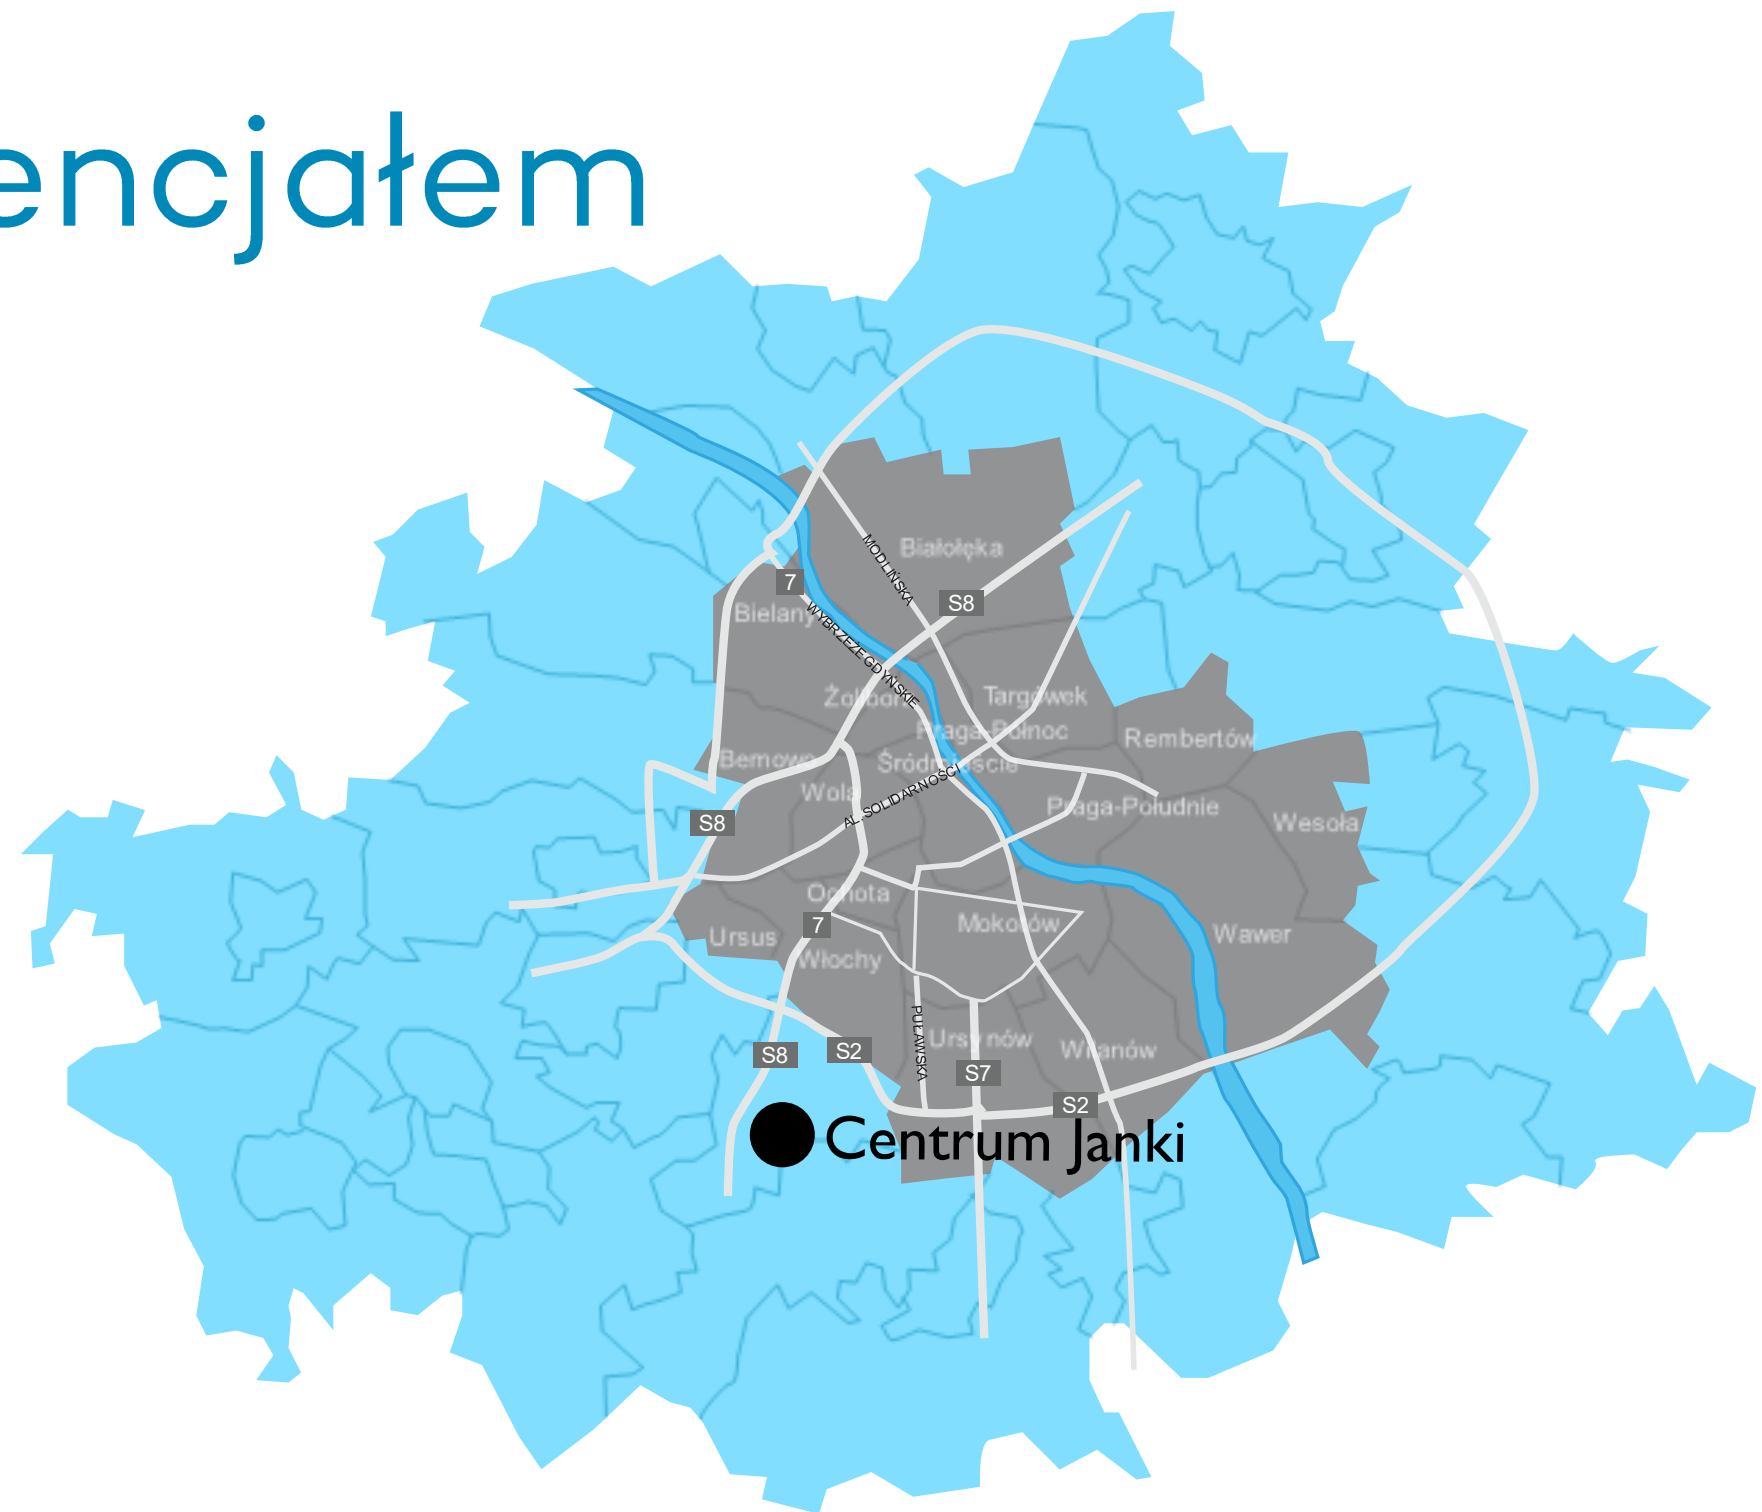 encjałem
MODLIŃSKA
Białołęka
7
S8
Bielany
WYBRZEŻE GDYŃSKIE
Żoliborz
Targówek
Praga-Północ
Rembertów
Bemowo
Śródmieście
Wola
AL. SOLIDARNOŚCI
Praga-Południe
S8
Wesoła
Ochota
7
Mokotów
Ursus
Wawer
Włochy
PUŁAWSKA
Ursynów
S8
S2
Wilanów
S7
S2
Centrum Janki